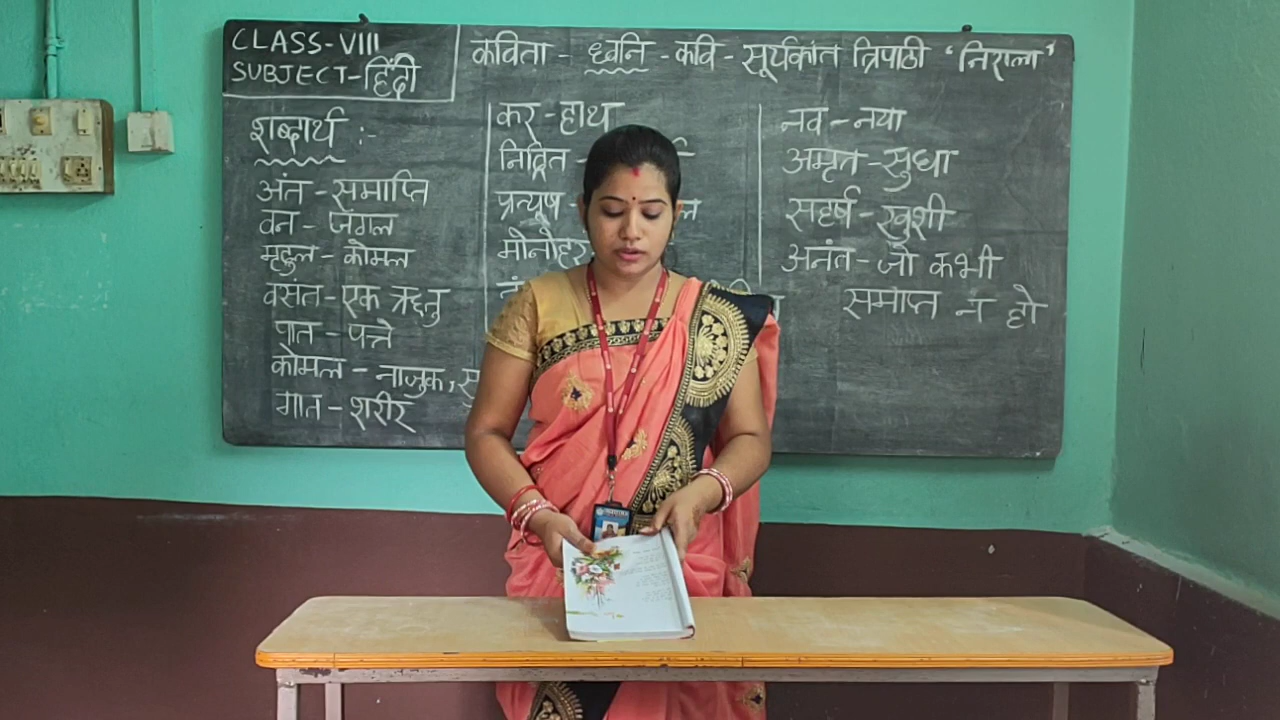 CLASS-VIII
SUBJECT-हिंदी
कविता - ध्वनि - कवि - सूर्यकांत त्रिपाठी 'निराला'
शब्दार्थ :-
अंत - समाप्ति
वन - जंगल
मृदुल - कोमल
वसंत - एक ऋतु
पात - पत्ते
कोमल - नाजुक,
गात - शरीर
कर - हाथ
निद्रित -
प्रत्यूष -
मोनोहर
नव - नया
अमृत - सुधा
सहर्ष - खुशी
अनंत - जो कभी
समाप्त न हो